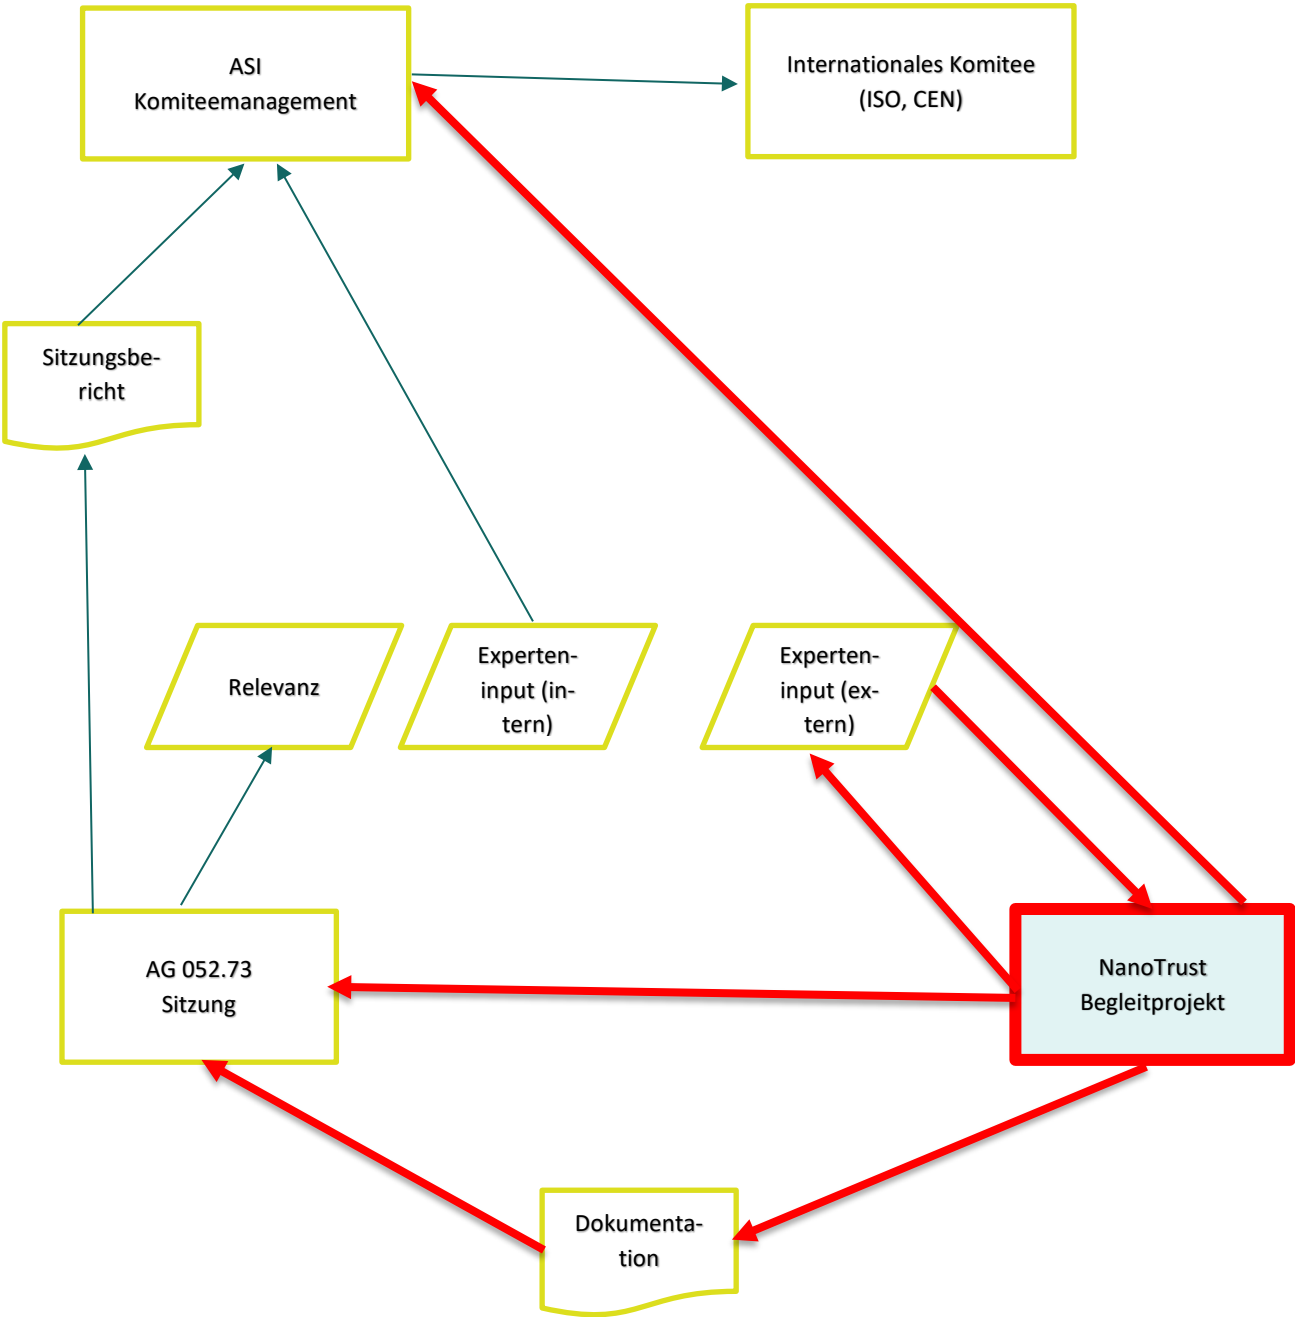 ASI
Komiteemanagement
Internationales Komitee
(ISO, CEN)
Sitzungsbe-
richt
Relevanz
Experten-
input (in-
tern)
Experten-
input (ex-
tern)
AG 052.73
Sitzung
NanoTrust
Begleitprojekt
Dokumenta-
tion